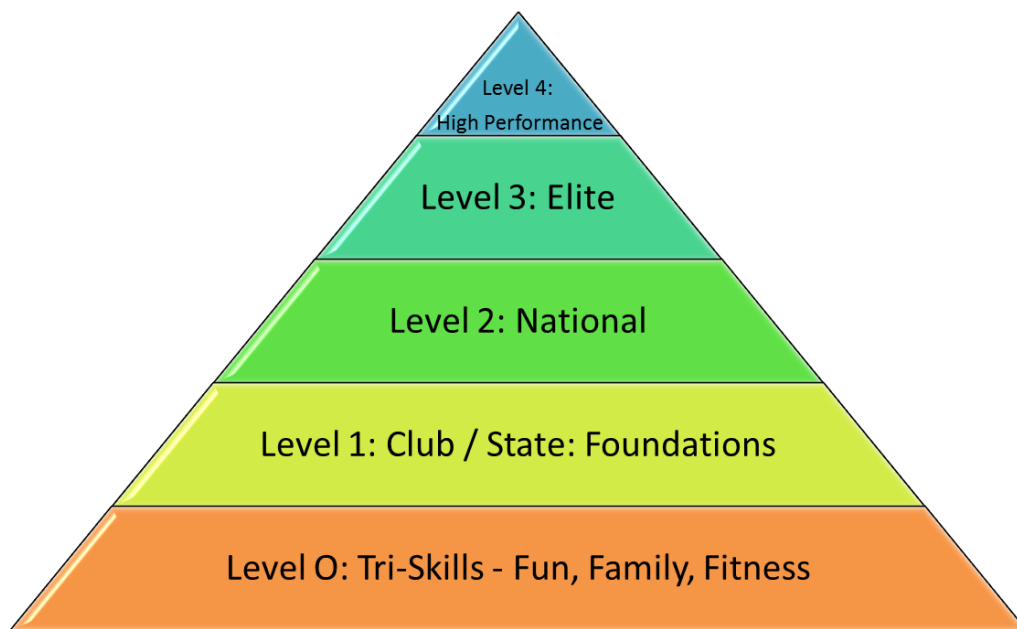 Level 4:
High Performance
Level 3: Elite
Level 2: National
Level 1: Club / State: Foundations
Level O: Tri-Skills - Fun, Family, Fitness